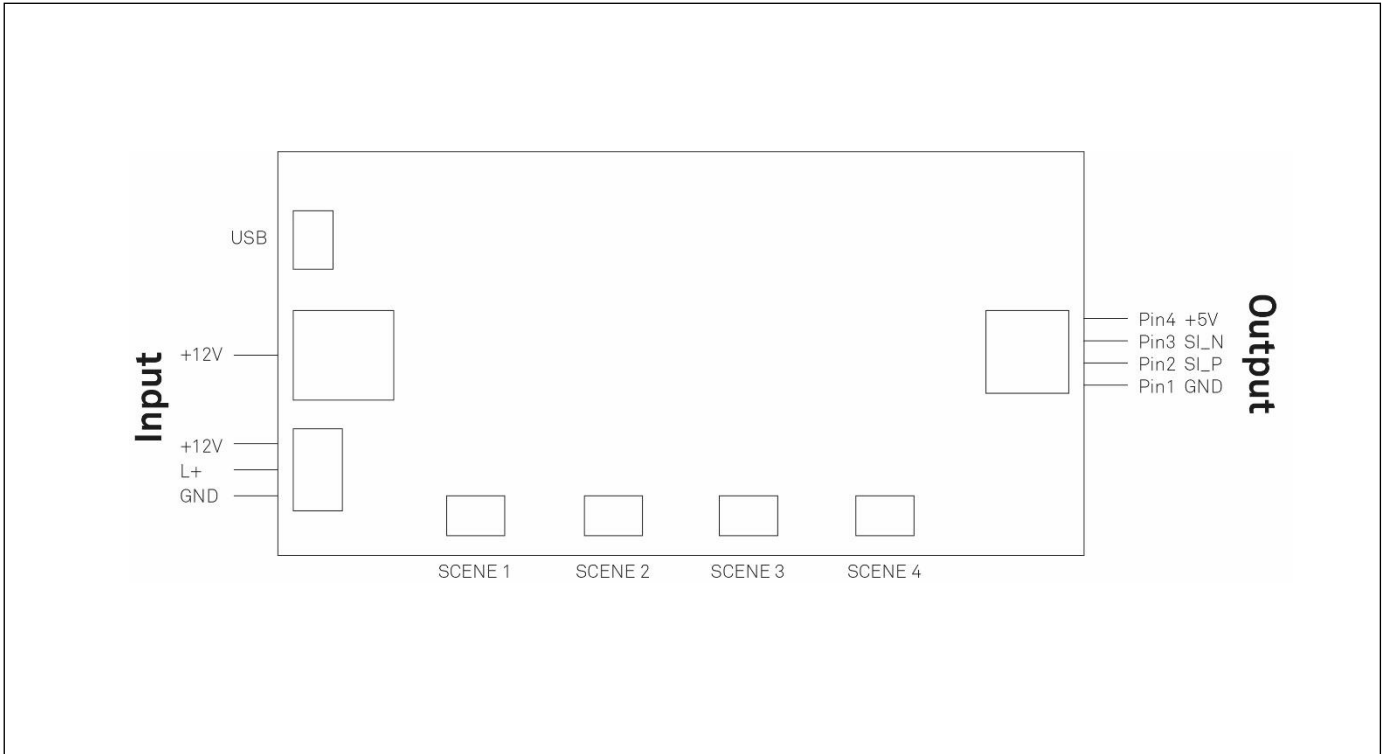 USB
Input
+12V
+12V
L+
GND
SCENE 1
SCENE 2
SCENE 3
SCENE 4
Pin4 +5V
Pin3 SI_N
Pin2 SI_P
Pin1 GND
Output